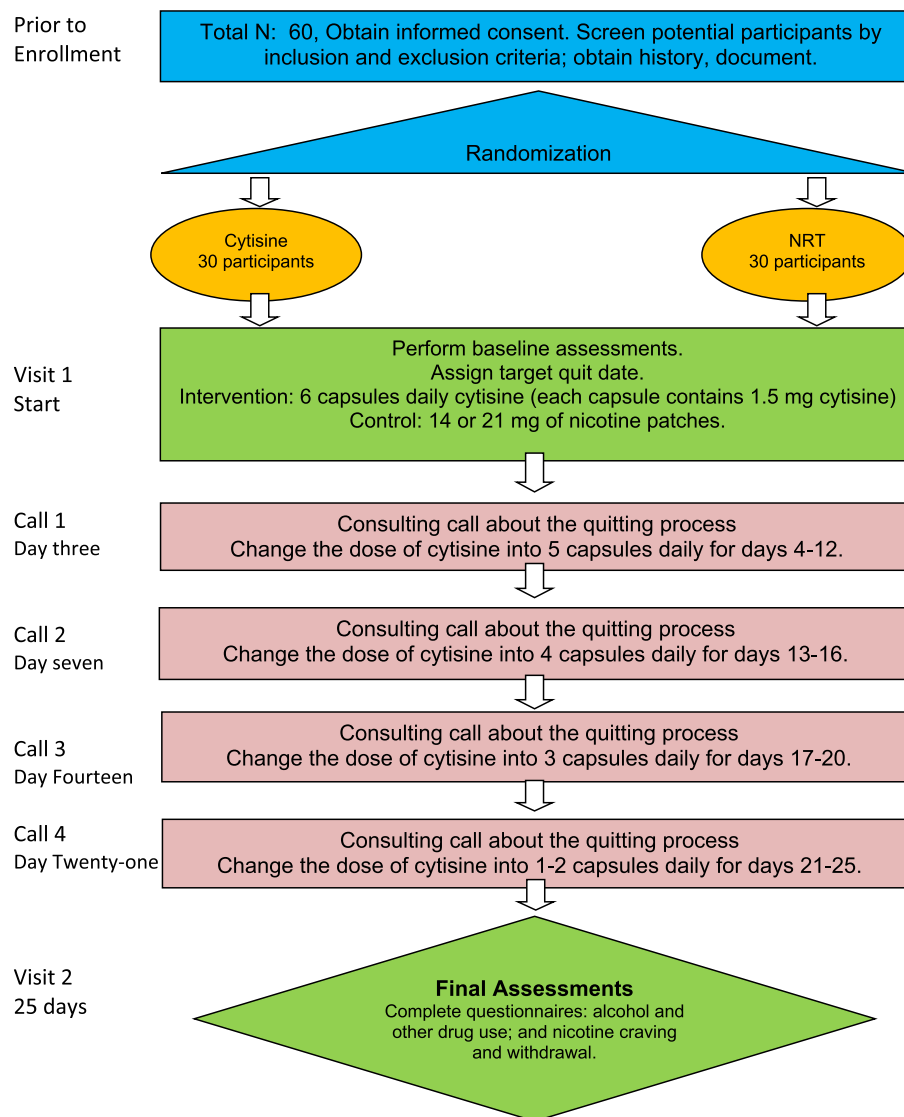 Prior to
Enrollment
Total N:  60, Obtain informed consent. Screen potential participants by
inclusion and exclusion criteria; obtain history, document.
Randomization
Cytisine
30 participants
NRT
30 participants
Visit 1
Start
Perform baseline assessments.
Assign target quit date.
Intervention: 6 capsules daily cytisine (each capsule contains 1.5 mg cytisine)
Control: 14 or 21 mg of nicotine patches.
Call 1
Day three
Consulting call about the quitting process
Change the dose of cytisine into 5 capsules daily for days 4-12.
Call 2
Day seven
Consulting call about the quitting process
Change the dose of cytisine into 4 capsules daily for days 13-16.
Call 3
Day Fourteen
Consulting call about the quitting process
Change the dose of cytisine into 3 capsules daily for days 17-20.
Call 4
Day Twenty-one
Consulting call about the quitting process
Change the dose of cytisine into 1-2 capsules daily for days 21-25.
Visit 2
25 days
Final Assessments
Complete questionnaires: alcohol and
other drug use; and nicotine craving
and withdrawal.